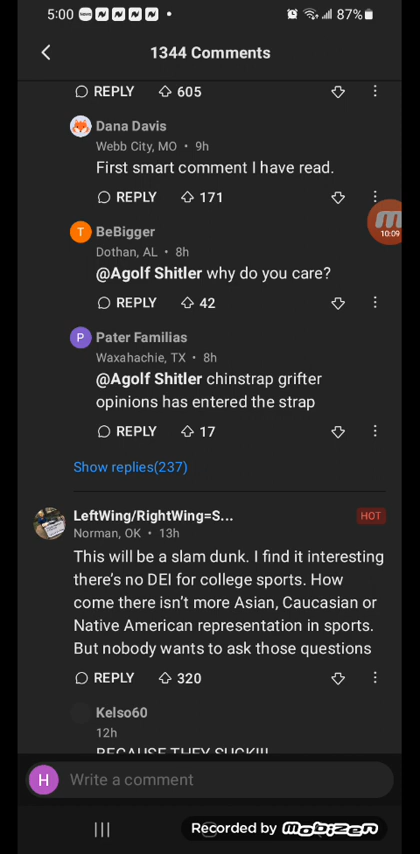 5:00 87%
1344 Comments
REPLY 605
Dana Davis
Webb City, MO • 9h
First smart comment I have read.
REPLY 171
10:09
T BeBigger
Dothan, AL • 8h
@Agolf Shitler why do you care?
REPLY 42
P Pater Familias
Waxahachie, TX • 8h
@Agolf Shitler chinstrap grifter
opinions has entered the strap
REPLY 17
Show replies(237)
LeftWing/RightWing=S... HOT
Norman, OK • 13h
This will be a slam dunk. I find it interesting
there's no DEI for college sports. How
come there isn't more Asian, Caucasian or
Native American representation in sports.
But nobody wants to ask those questions
REPLY 320
Kelso60
12h
BECAUSE THEY SUCK!!!
H Write a comment
Recorded by mobizen